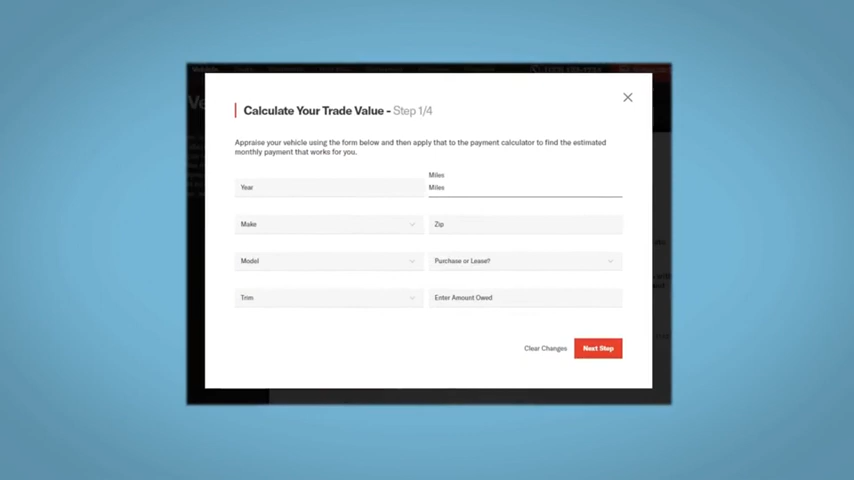 Calculate Your Trade Value - Step 1/4
Appraise your vehicle using the form below and then apply that to the payment calculator to find the estimated
monthly payment that works for you.
Miles
Year
Miles
Make
Zip
Model
Purchase or Lease?
Trim
Enter Amount Owed
Clear Changes
Next Step